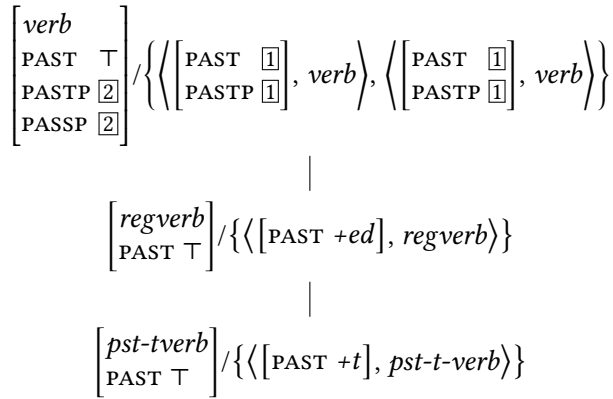 verb
PAST ⊤
PASTP 2
PASSP 2
/{⟨[PAST 1
PASTP 1], verb⟩, ⟨[PAST 1
PASTP 1], verb⟩}
regverb
PAST ⊤
/{⟨[PAST +ed], regverb⟩}
pst-tverb
PAST ⊤
/{⟨[PAST +t], pst-t-verb⟩}